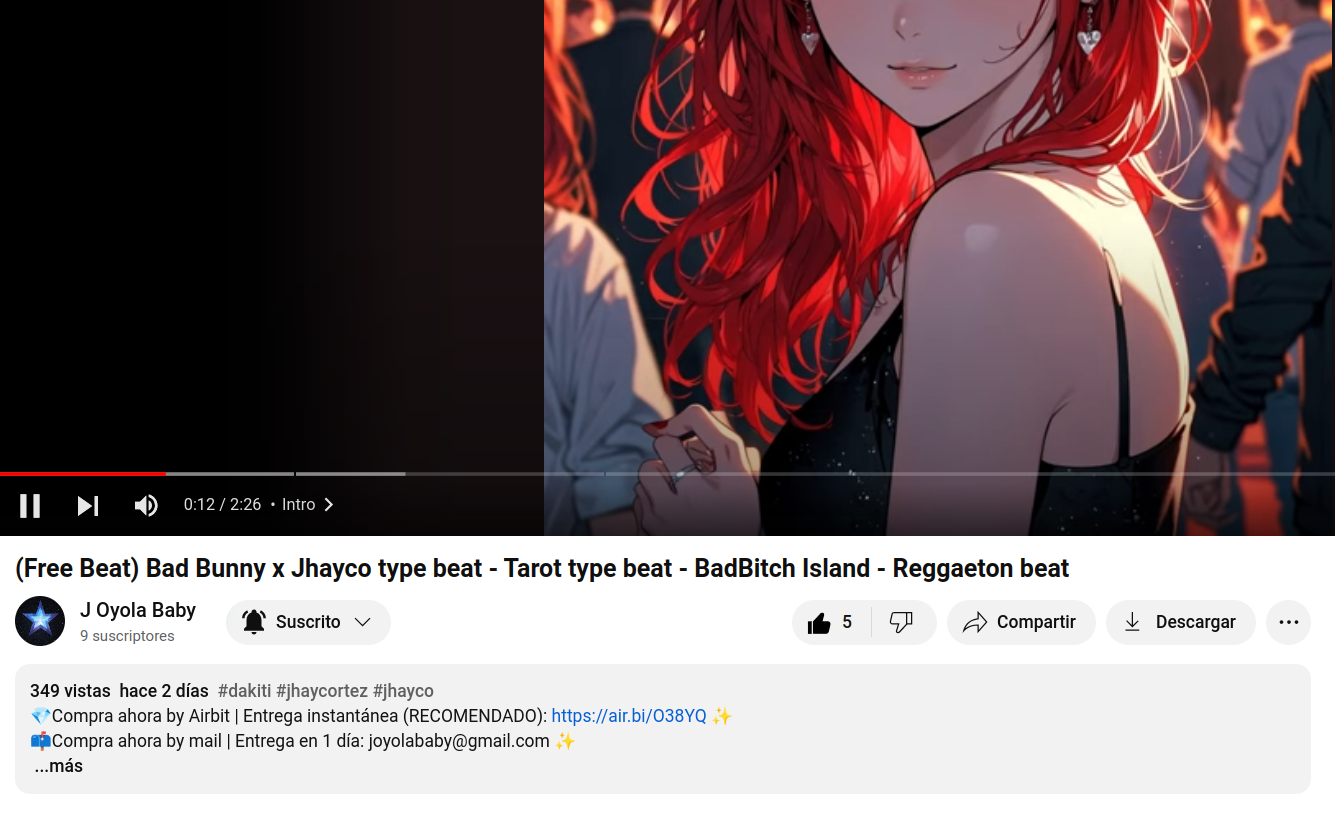 0:12 / 2:26 • Intro
(Free Beat) Bad Bunny x Jhayco type beat - Tarot type beat - BadBitch Island - Reggaeton beat
J Oyola Baby
9 suscriptores
Suscrito
5
Compartir
Descargar
349 vistas hace 2 días #dakiti #jhaycortez #jhayco
💎Compra ahora by Airbit | Entrega instantánea (RECOMENDADO): https://air.bi/O38YQ ✨
📫Compra ahora by mail | Entrega en 1 día: joyolababy@gmail.com ✨
...más